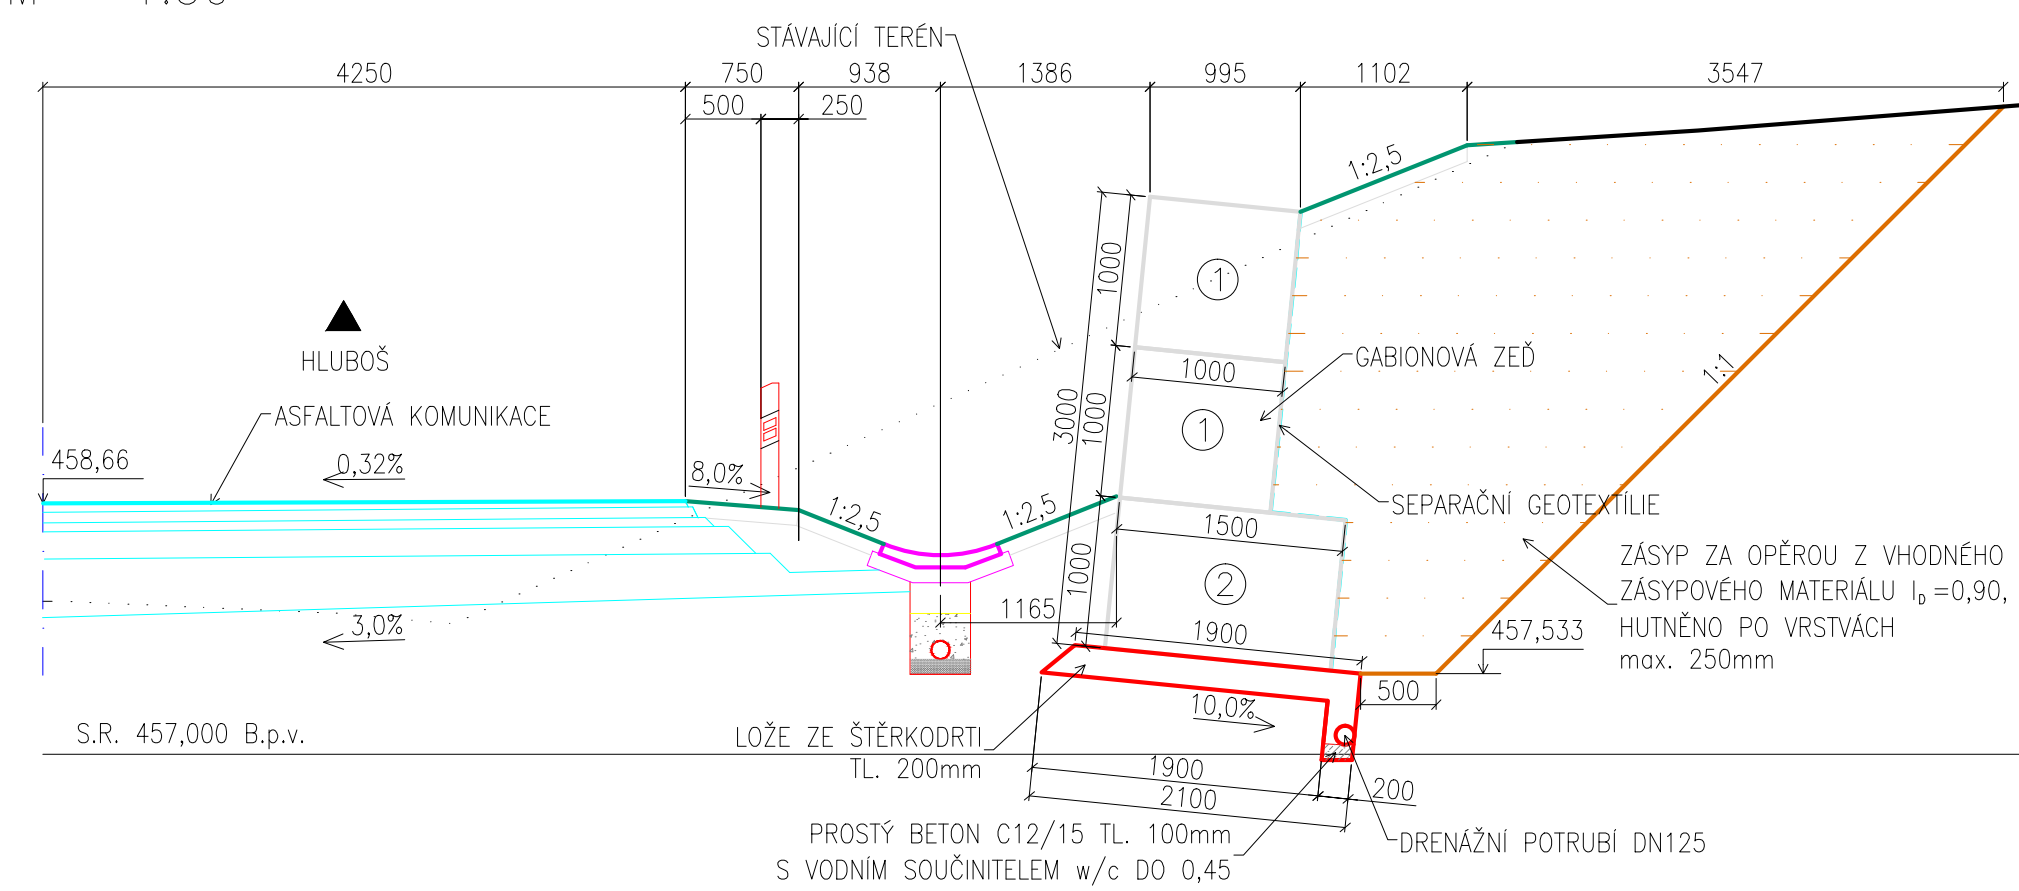 STÁVAJÍCÍ TERÉN
4250
750
938
1386
995
1102
3547
500
250
1:2,5
1000
1
HLUBOŠ
GABIONOVÁ ZEĎ
1:1
1000
3000
1000
1
ASFALTOVÁ KOMUNIKACE
458,66
0,32%
8,0%
1:2,5
1:2,5
SEPARAČNÍ GEOTEXTÍLIE
1500
1000
2
ZÁSYP ZA OPĚROU Z VHODNÉHO
ZÁSYPOVÉHO MATERIÁLU ID=0,90,
HUTNĚNO PO VRSTVÁCH
max. 250mm
1165
3,0%
1900
457,533
500
10,0%
S.R. 457,000 B.p.v.
LOŽE ZE ŠTĚRKODRTI
TL. 200mm
1900
2100
200
PROSTÝ BETON C12/15 TL. 100mm
S VODNÍM SOUČINITELEM w/c DO 0,45
DRENÁŽNÍ POTRUBÍ DN125